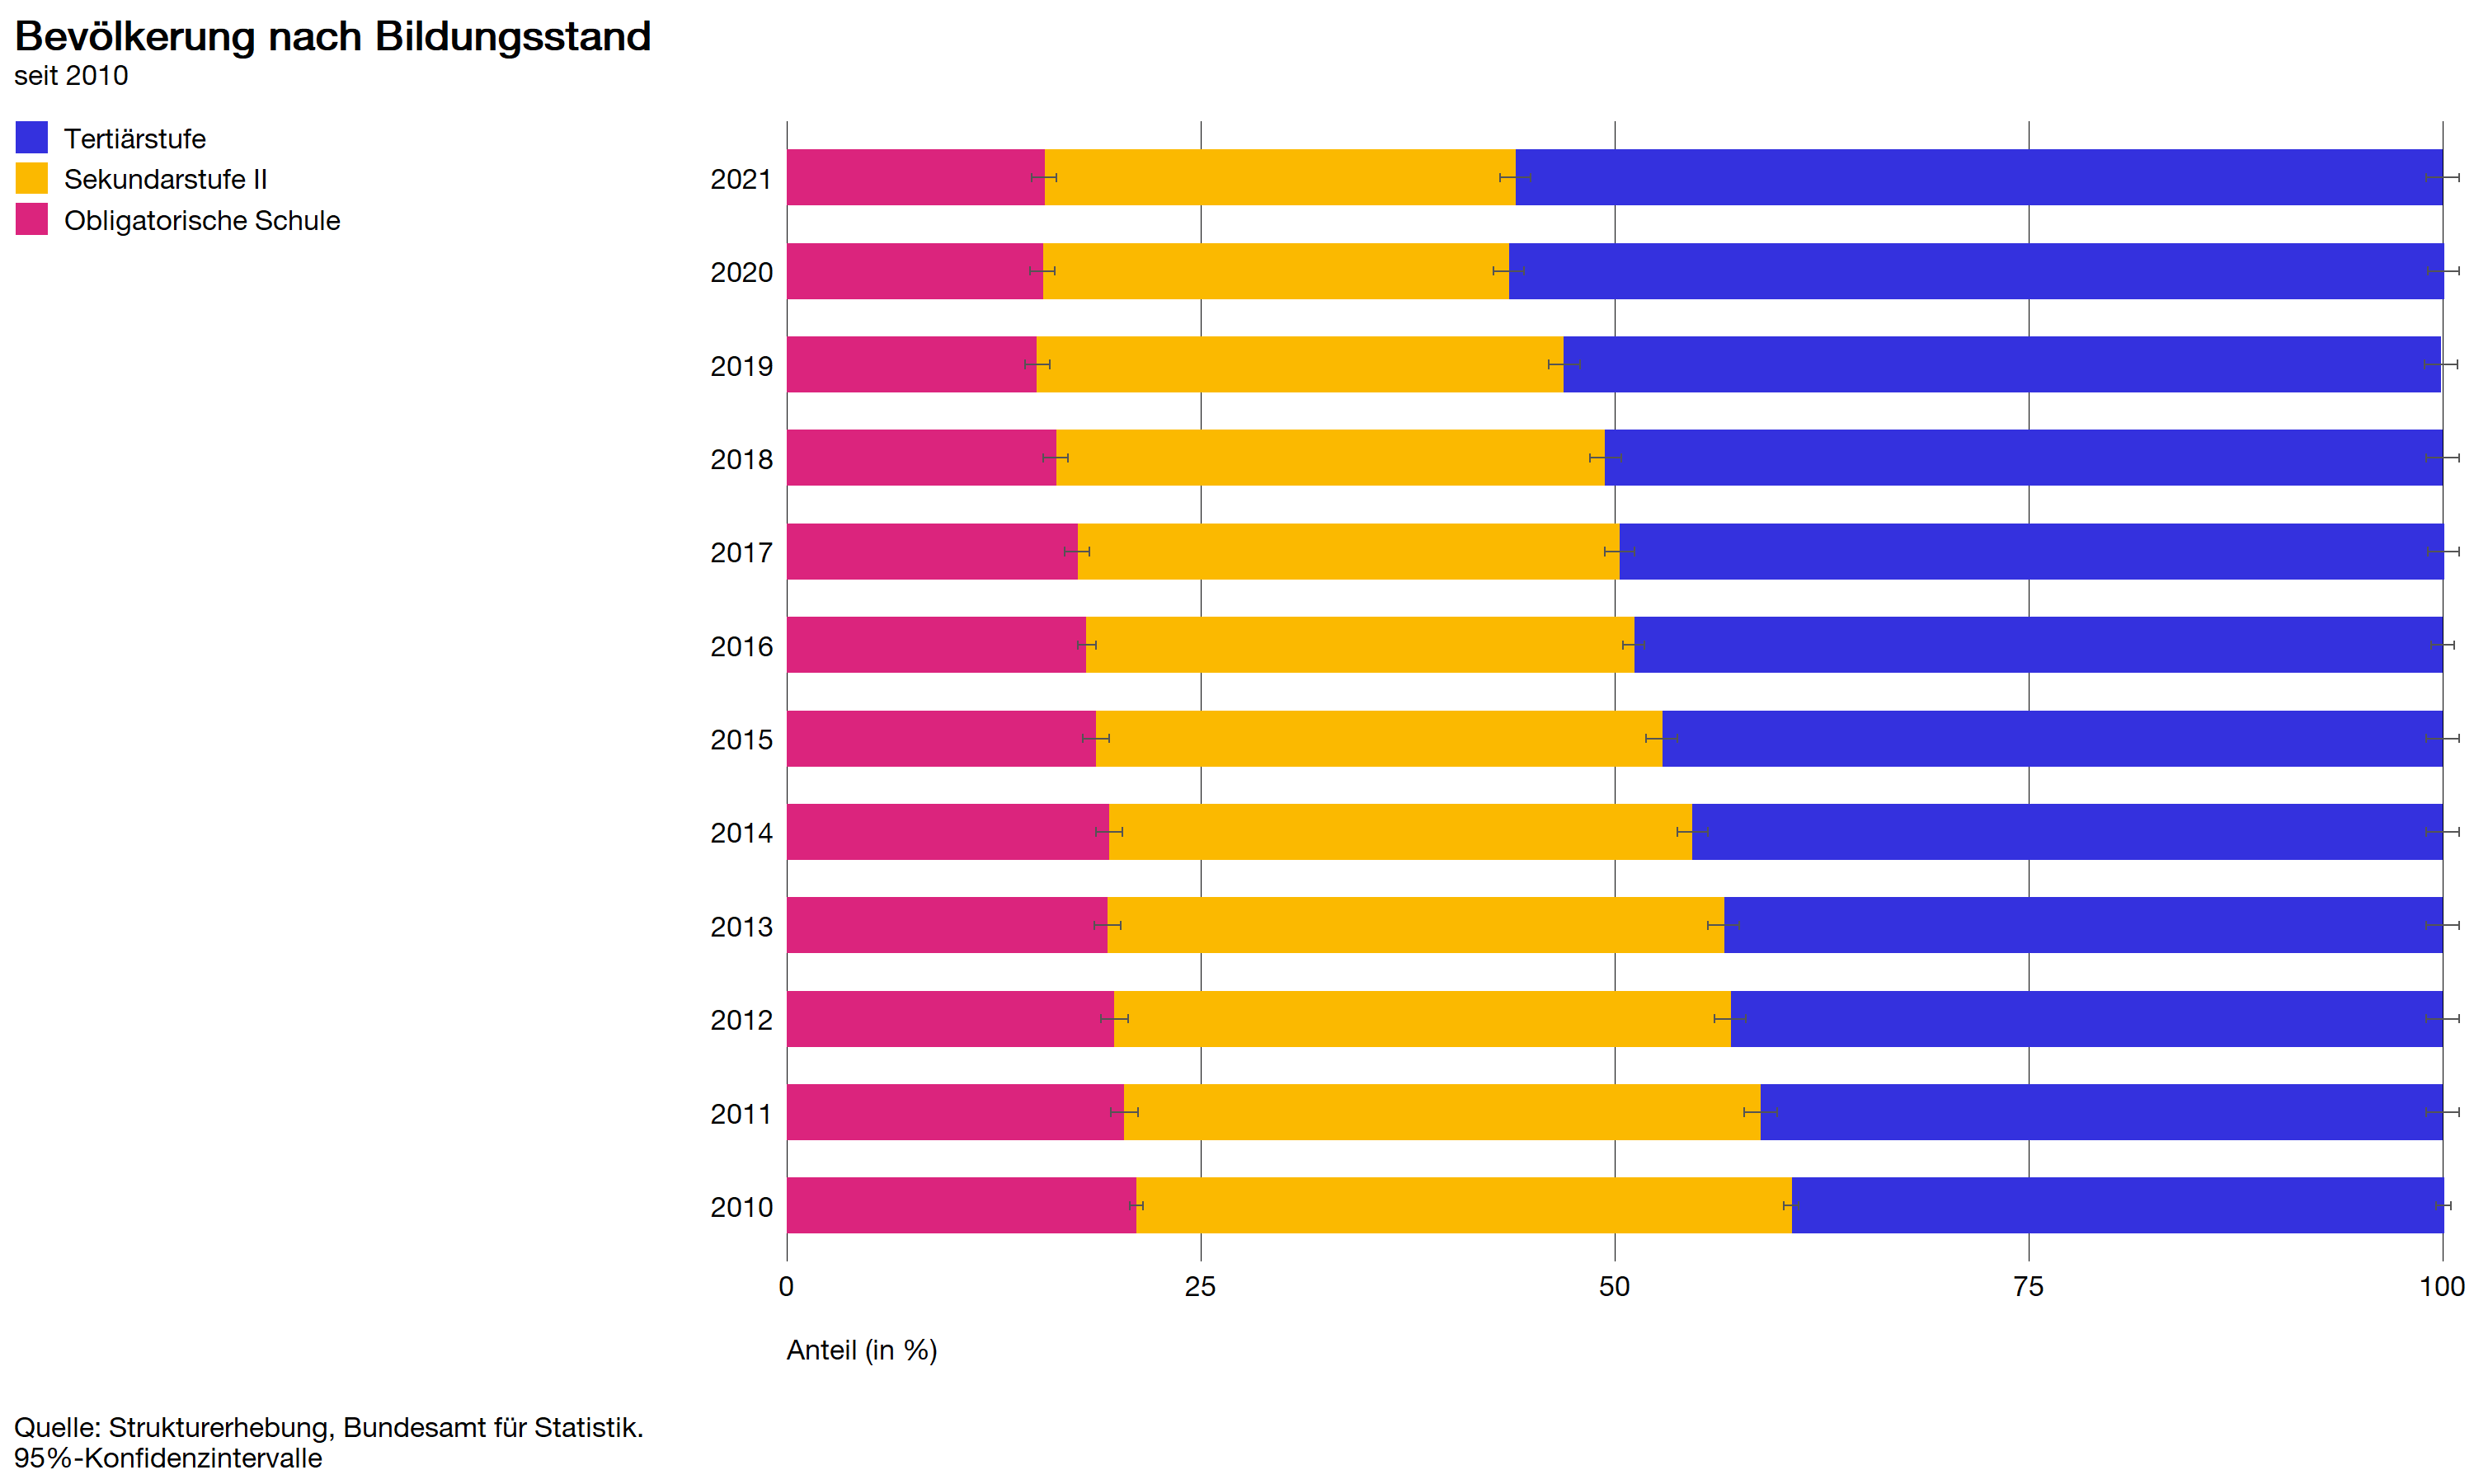 Bevölkerung nach Bildungsstand
seit 2010
Tertiärstufe
Sekundarstufe II
Obligatorische Schule
2021
2020
2019
2018
2017
2016
2015
2014
2013
2012
2011
2010
0 25 50 75 100
Anteil (in %)
Quelle: Strukturerhebung, Bundesamt für Statistik.
95%-Konfidenzintervalle